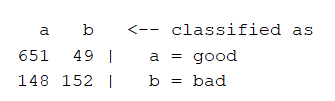 a b <-- classified as
651 49 | a = good
148 152 | b = bad